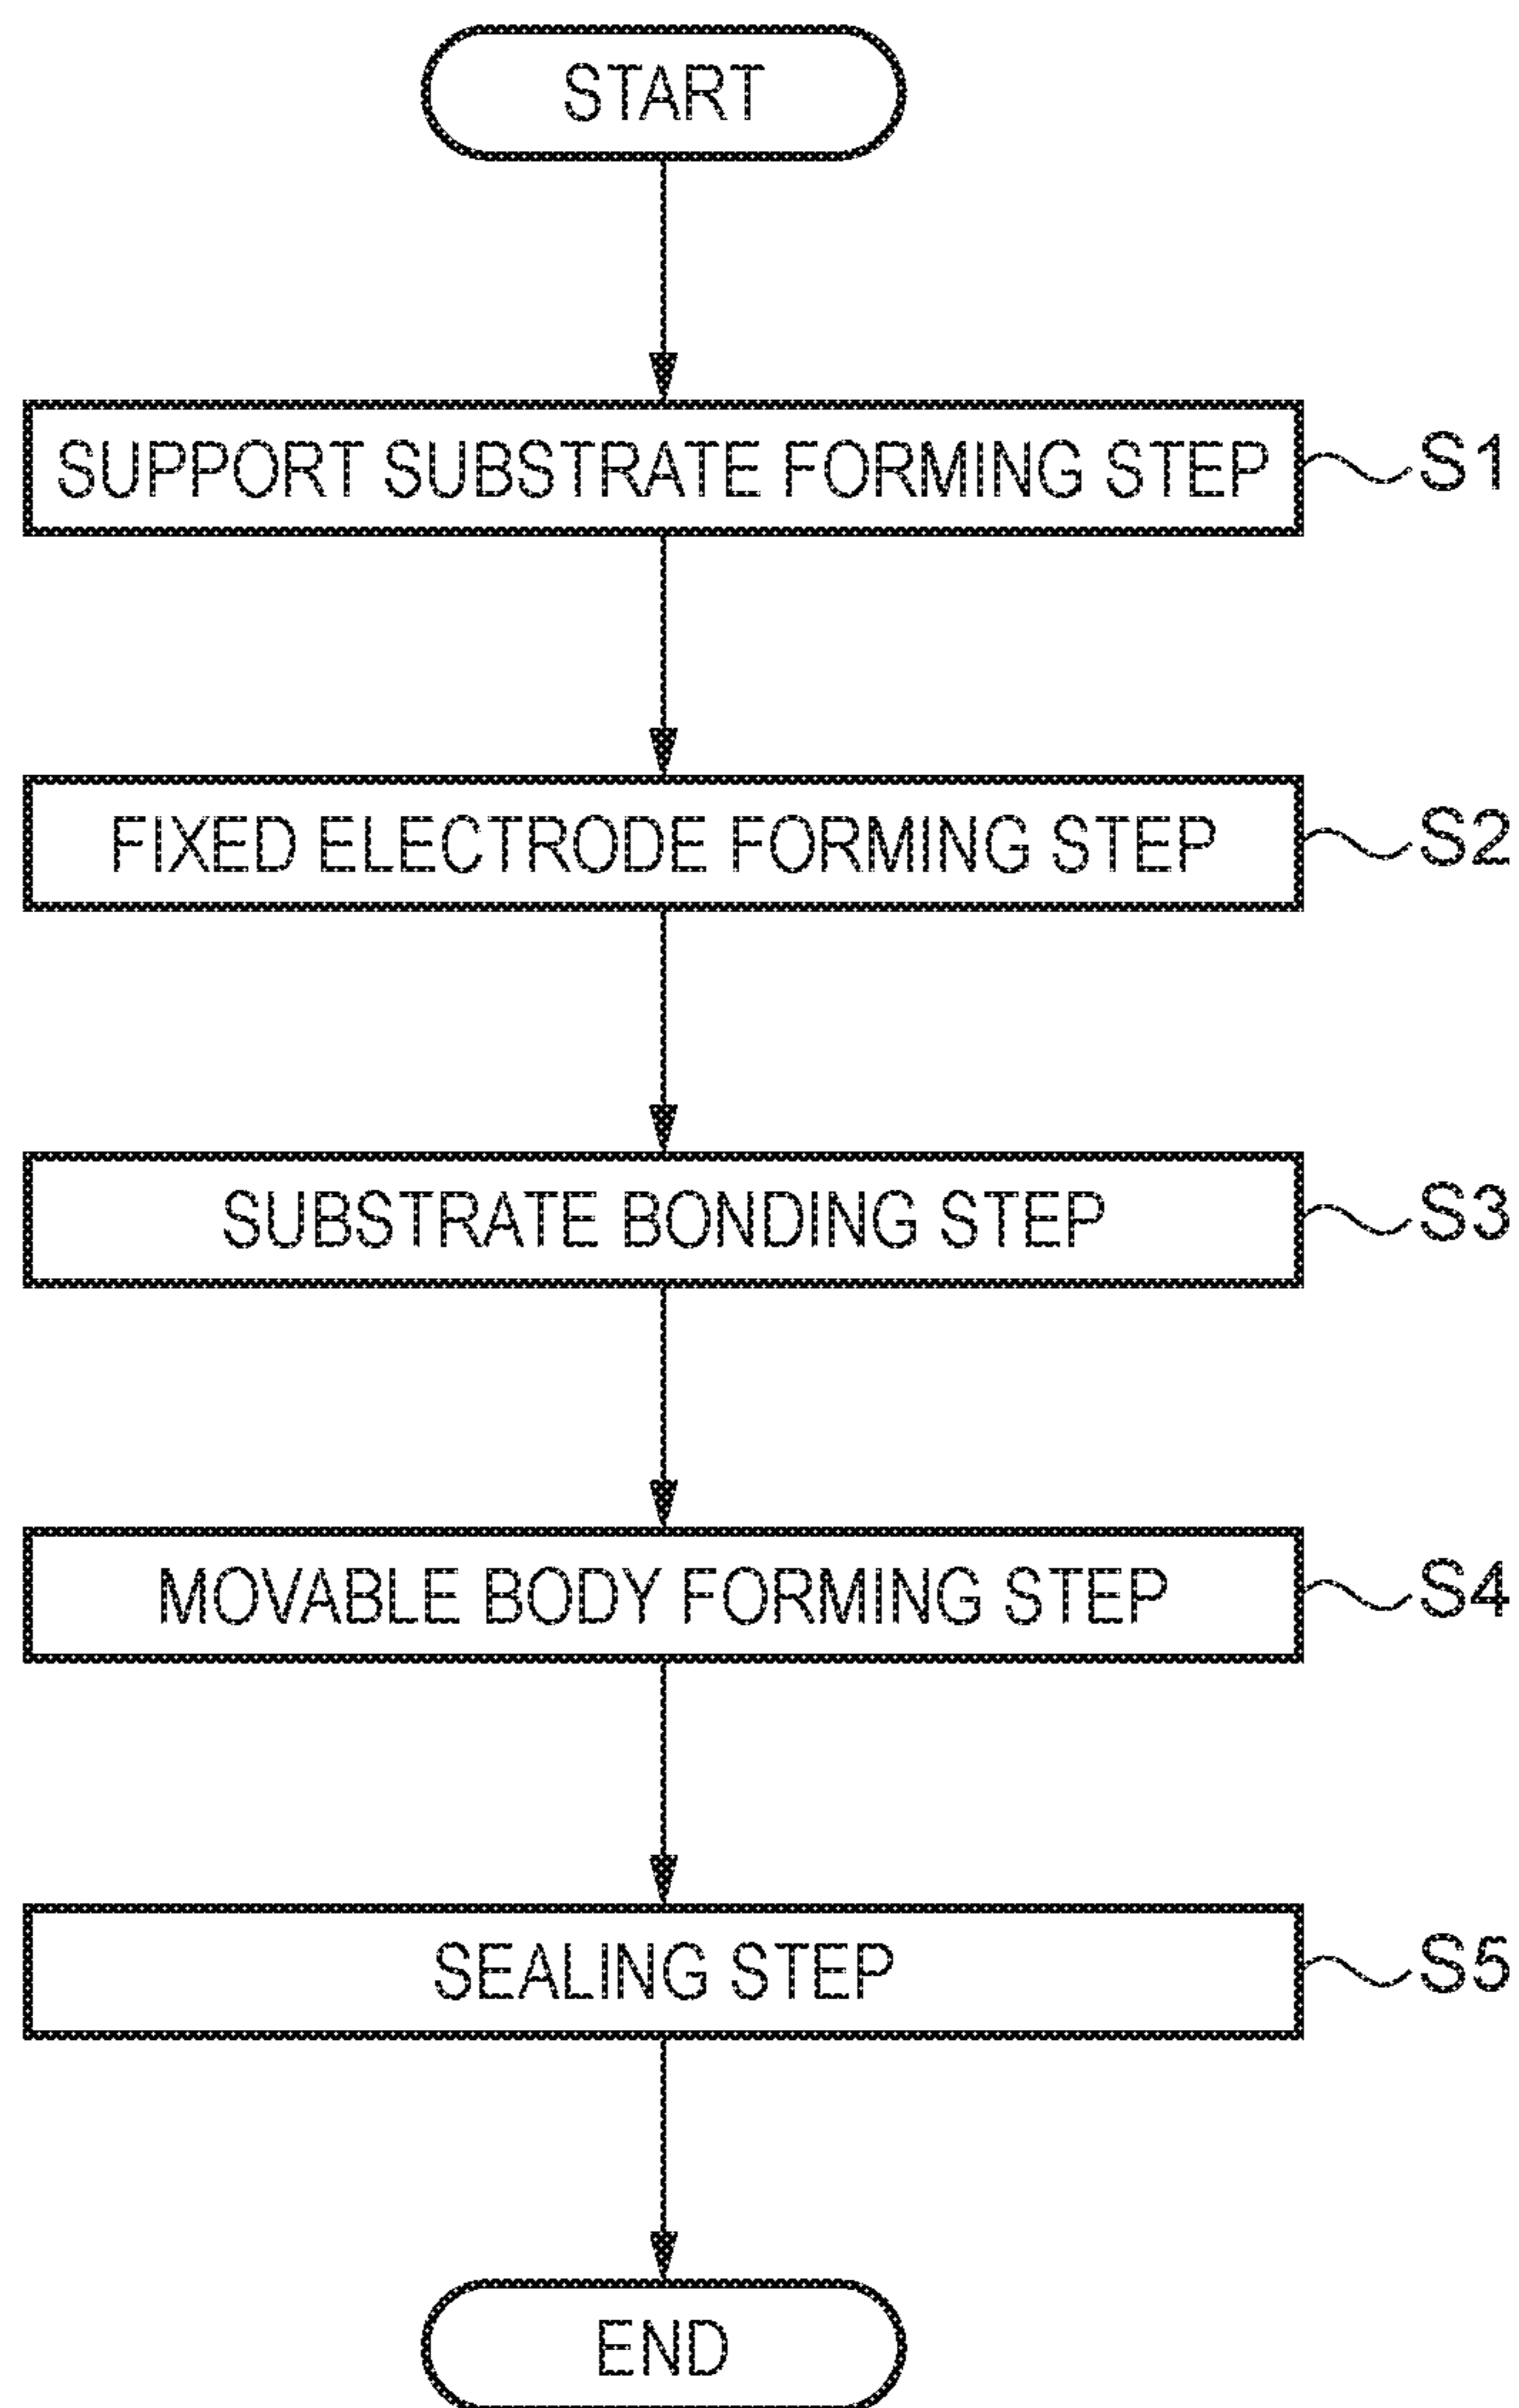 START
SUPPORT SUBSTRATE FORMING STEP S1
FIXED ELECTRODE FORMING STEP S2
SUBSTRATE BONDING STEP S3
MOVABLE BODY FORMING STEP S4
SEALING STEP S5
END